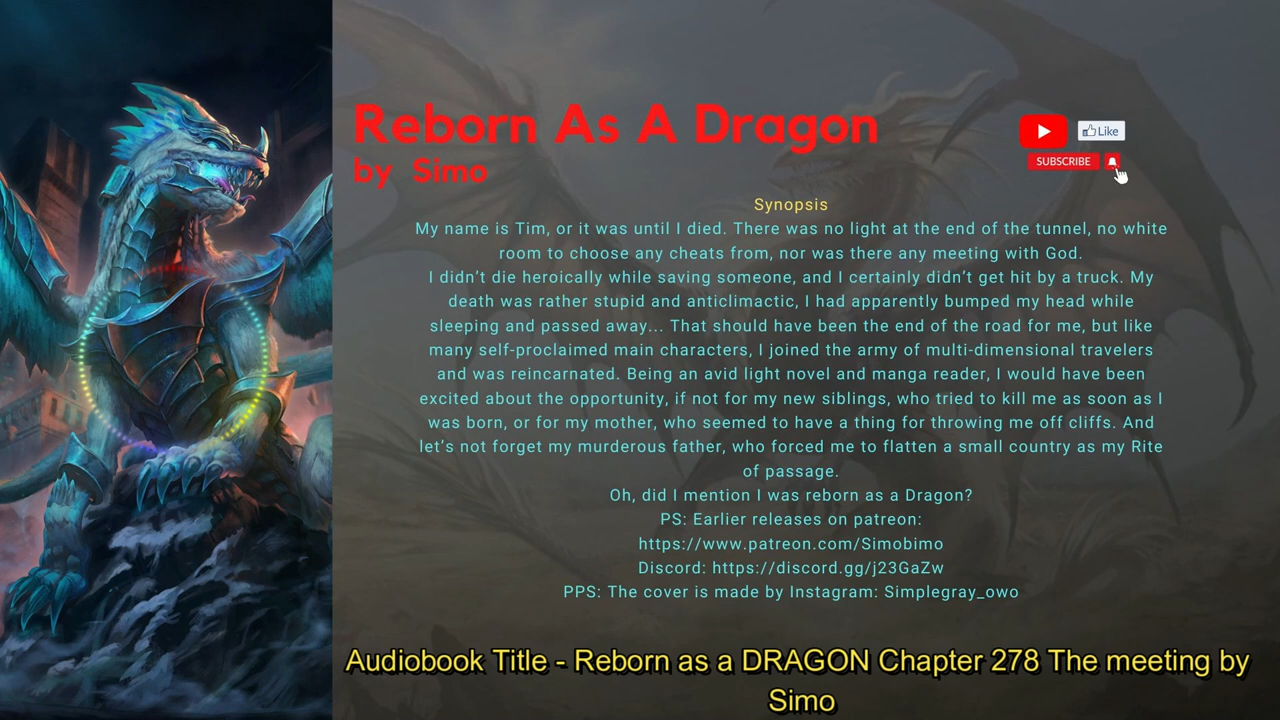 Reborn As A Dragon
by Simo
Like
SUBSCRIBE
Synopsis
My name is Tim, or it was until I died. There was no light at the end of the tunnel, no white
room to choose any cheats from, nor was there any meeting with God.
I didn’t die heroically while saving someone, and I certainly didn’t get hit by a truck. My
death was rather stupid and anticlimactic, I had apparently bumped my head while
sleeping and passed away... That should have been the end of the road for me, but like
many self-proclaimed main characters, I joined the army of multi-dimensional travelers
and was reincarnated. Being an avid light novel and manga reader, I would have been
excited about the opportunity, if not for my new siblings, who tried to kill me as soon as I
was born, or for my mother, who seemed to have a thing for throwing me off cliffs. And
let’s not forget my murderous father, who forced me to flatten a small country as my Rite
of passage.
Oh, did I mention I was reborn as a Dragon?
PS: Earlier releases on patreon:
https://www.patreon.com/Simobimo
Discord: https://discord.gg/j23GaZw
PPS: The cover is made by Instagram: Simplegray_owo
Audiobook Title - Reborn as a DRAGON Chapter 278 The meeting by
Simo